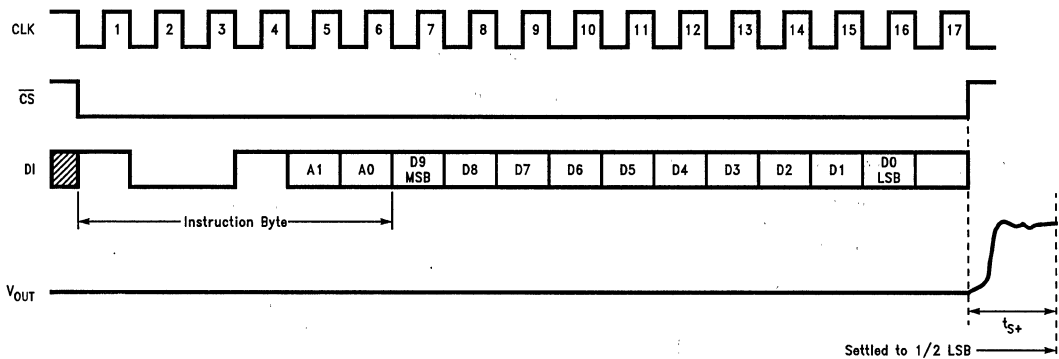 CLK 1 2 3 4 5 6 7 8 9 10 11 12 13 14 15 16 17
CS
DI A1 A0 D9 MSB D8 D7 D6 D5 D4 D3 D2 D1 D0 LSB
Instruction Byte
VOUT
tS+
Settled to 1/2 LSB